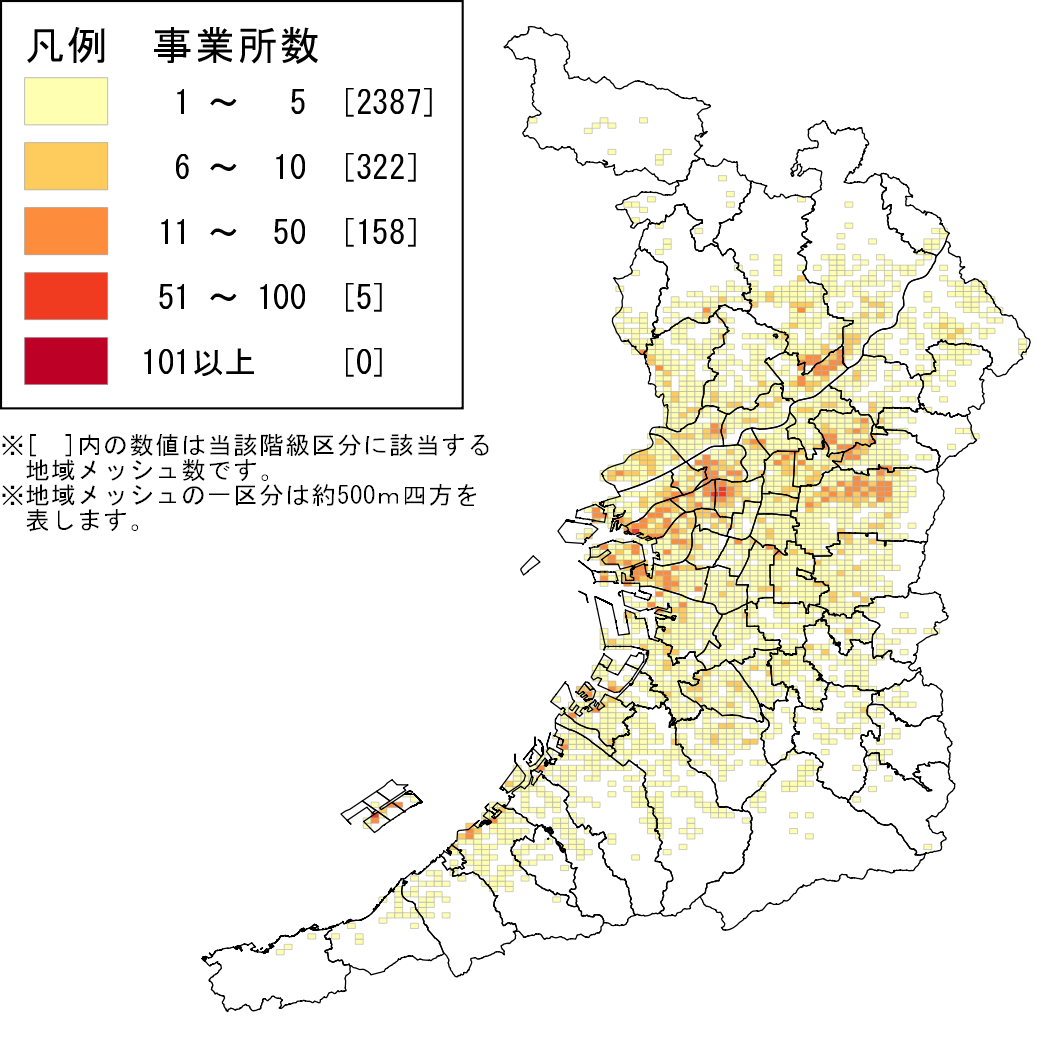 凡例　事業所数
1 ～ 5 [2387]
6 ～ 10 [322]
11 ～ 50 [158]
51 ～ 100 [5]
101以上 [0]
※[　]内の数値は当該階級区分に該当する
地域メッシュ数です。
※地域メッシュの一区分は約500ｍ四方を
表します。